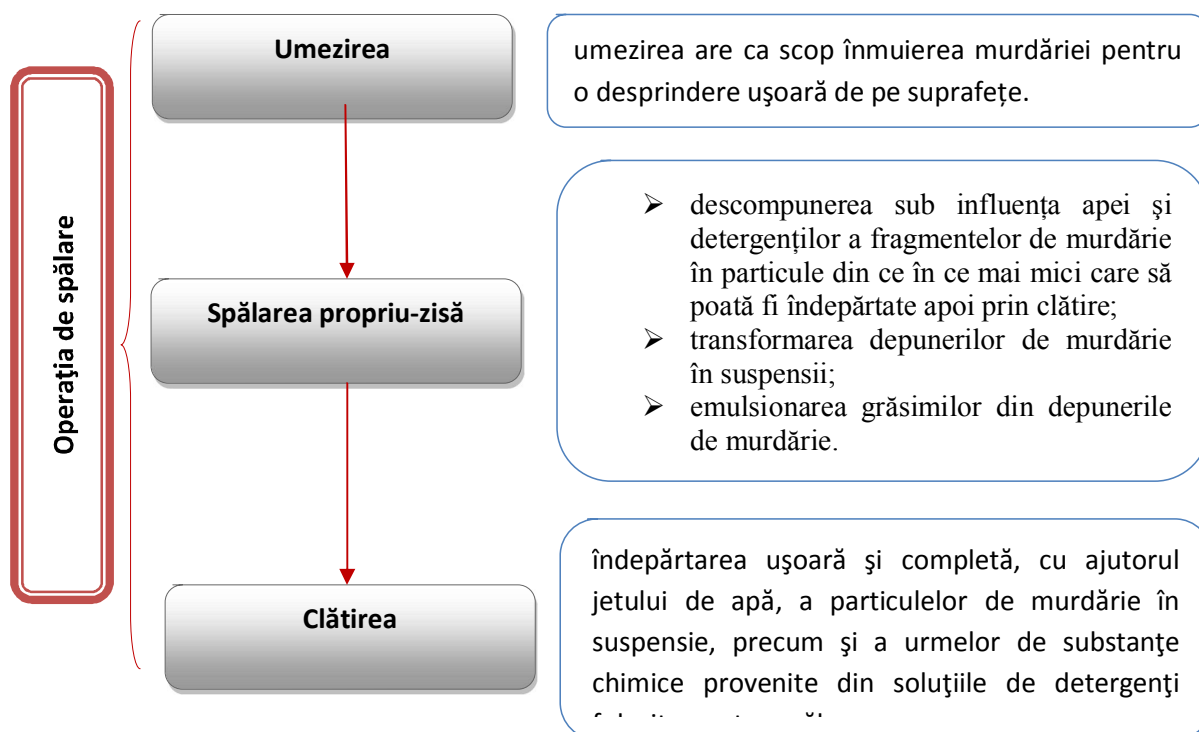 Operaţia de spălare
Umezirea
umezirea are ca scop înmuierea murdăriei pentru
o desprindere uşoară de pe suprafețe.
Spălarea propriu-zisă
➢ descompunerea sub influența apei şi
detergenților a fragmentelor de murdărie
în particule din ce în ce mai mici care să
poată fi îndepărtate apoi prin clătire;
➢ transformarea depunerilor de murdărie
în suspensii;
➢ emulsionarea grăsimilor din depunerile
de murdărie.
Clătirea
îndepărtarea uşoară şi completă, cu ajutorul
jetului de apă, a particulelor de murdărie în
suspensie, precum şi a urmelor de substanţe
chimice provenite din soluţiile de detergenţi